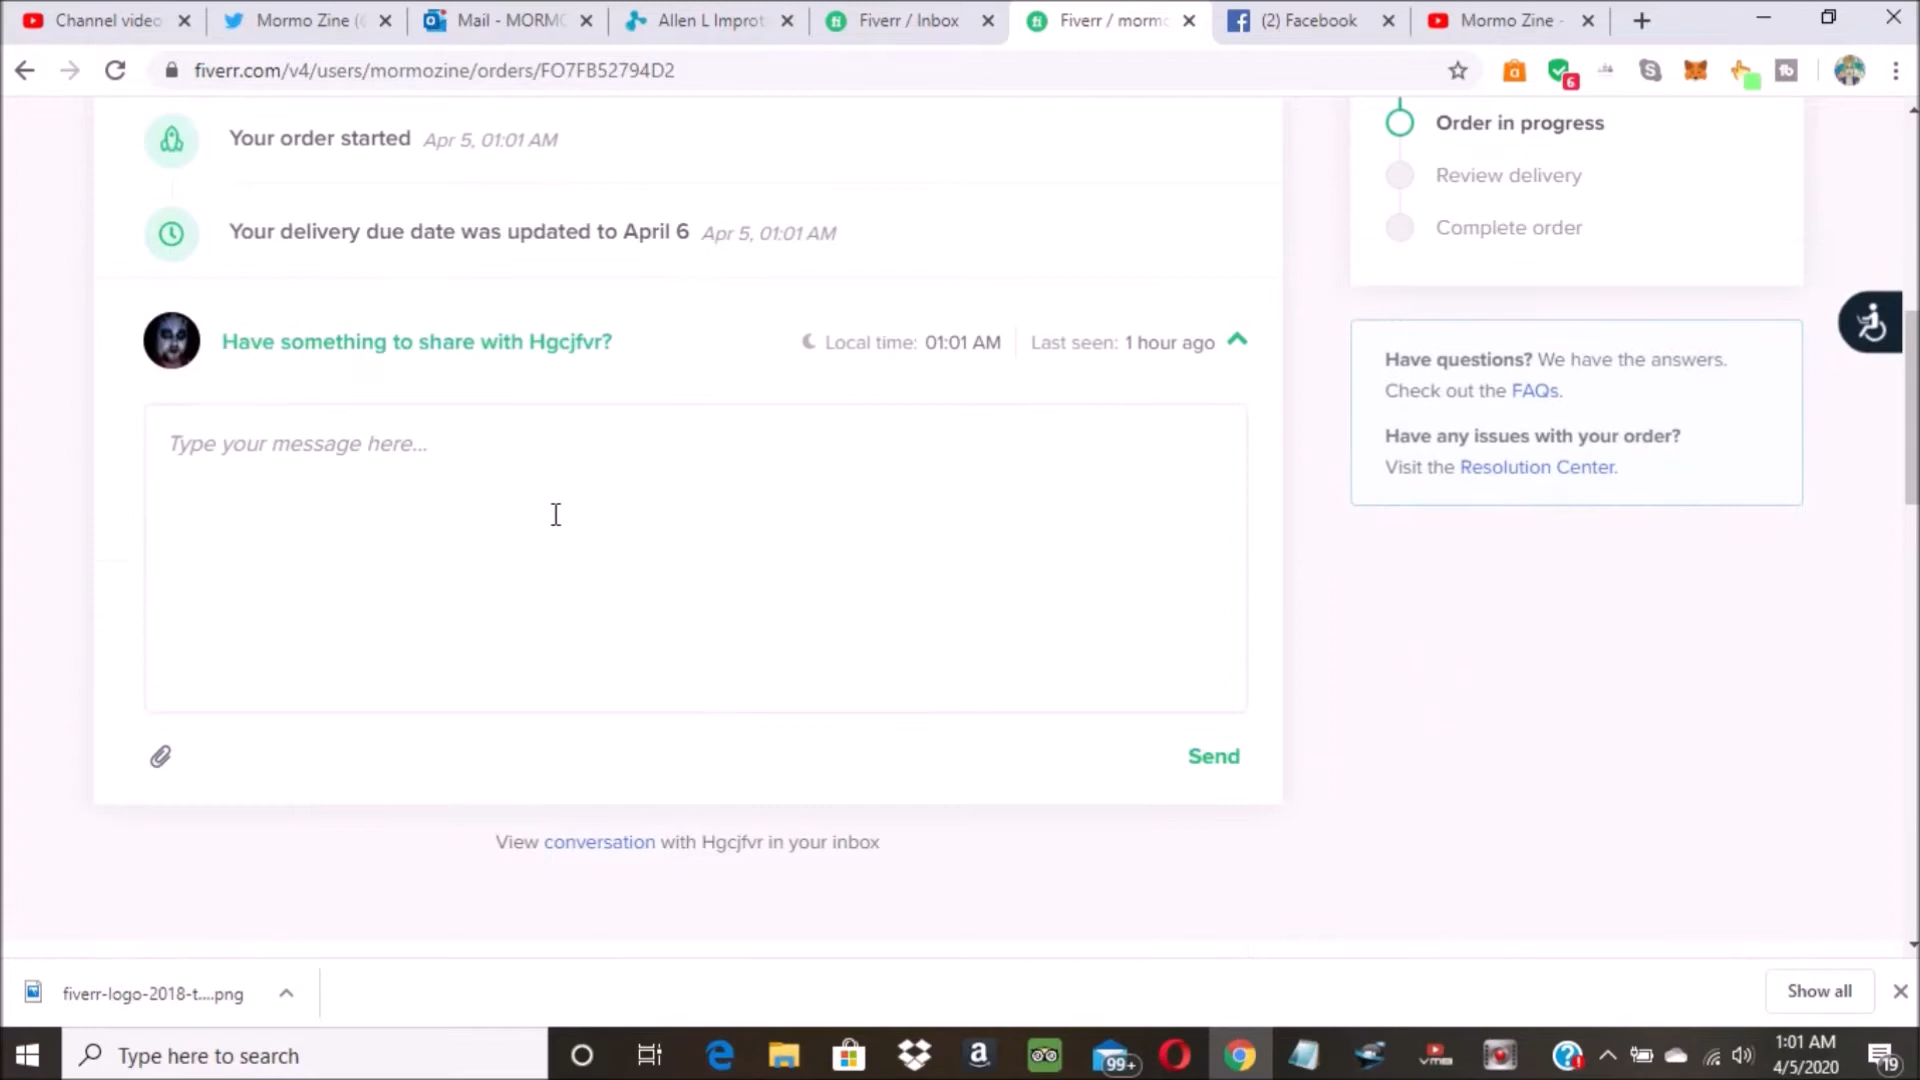 Channel video
Mormo Zine (
Mail - MORMO
Allen L Improt
Fiverr / Inbox
Fiverr / mormo
(2) Facebook
Mormo Zine -
fiverr.com/v4/users/mormozine/orders/FO7FB52794D2
6
Your order started Apr 5, 01:01 AM
Order in progress
Review delivery
Your delivery due date was updated to April 6 Apr 5, 01:01 AM
Complete order
Have something to share with Hgcjfvr?
Local time: 01:01 AM
Last seen: 1 hour ago
Have questions? We have the answers.
Check out the FAQs.
Have any issues with your order?
Visit the Resolution Center.
Type your message here...
Send
View conversation with Hgcjfvr in your inbox
fiverr-logo-2018-t....png
Show all
Type here to search
99+
1:01 AM
4/5/2020
19